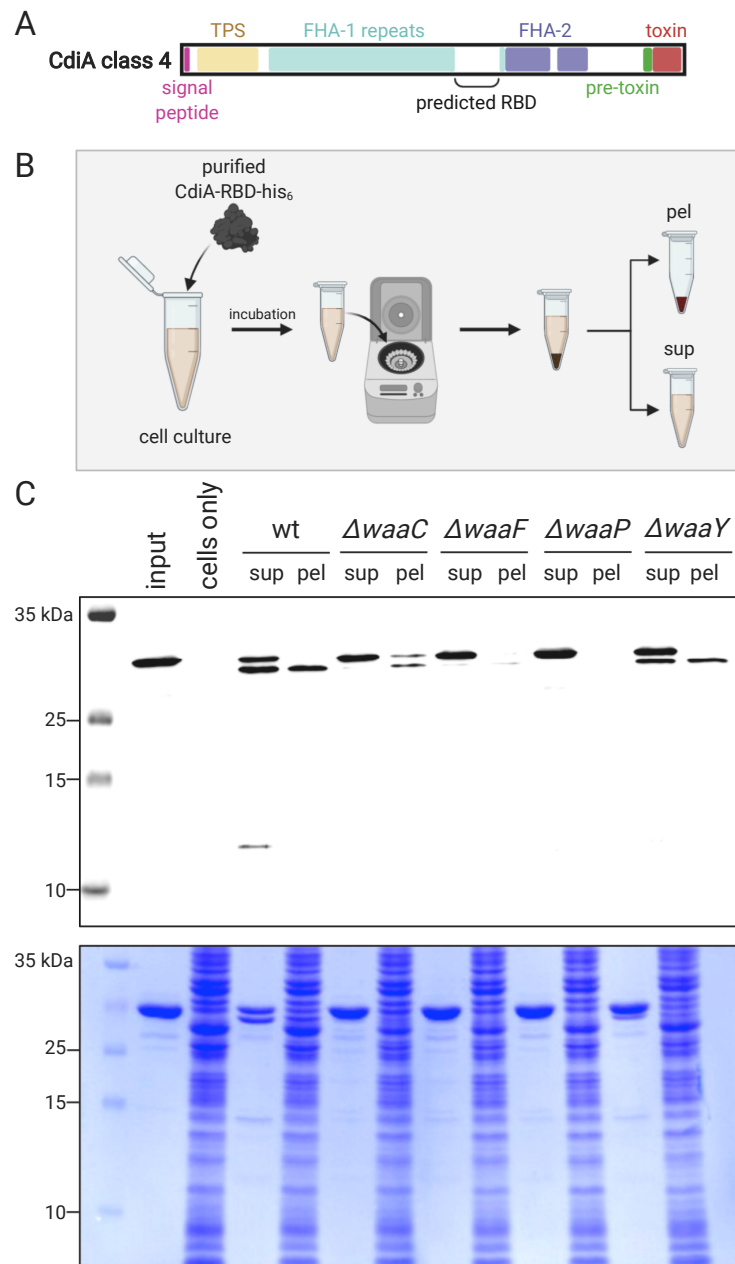 A
TPS FHA-1 repeats FHA-2 toxin
CdiA class 4
signal
peptide
predicted RBD
pre-toxin
B
purified
CdiA-RBD-his₆
incubation
cell culture
pel
sup
C
input
cells only
wt ΔwaaC ΔwaaF ΔwaaP ΔwaaY
sup pel sup pel sup pel sup pel sup pel
35 kDa
25
15
10
35 kDa
25
15
10